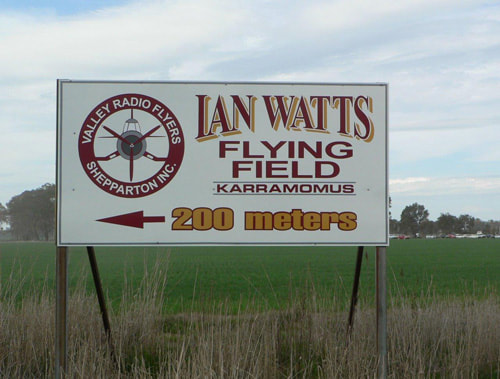 VALLEY RADIO FLYERS
SHEPPARTON INC.
IAN WATTS
FLYING
FIELD
KARRAMOMUS
200 meters